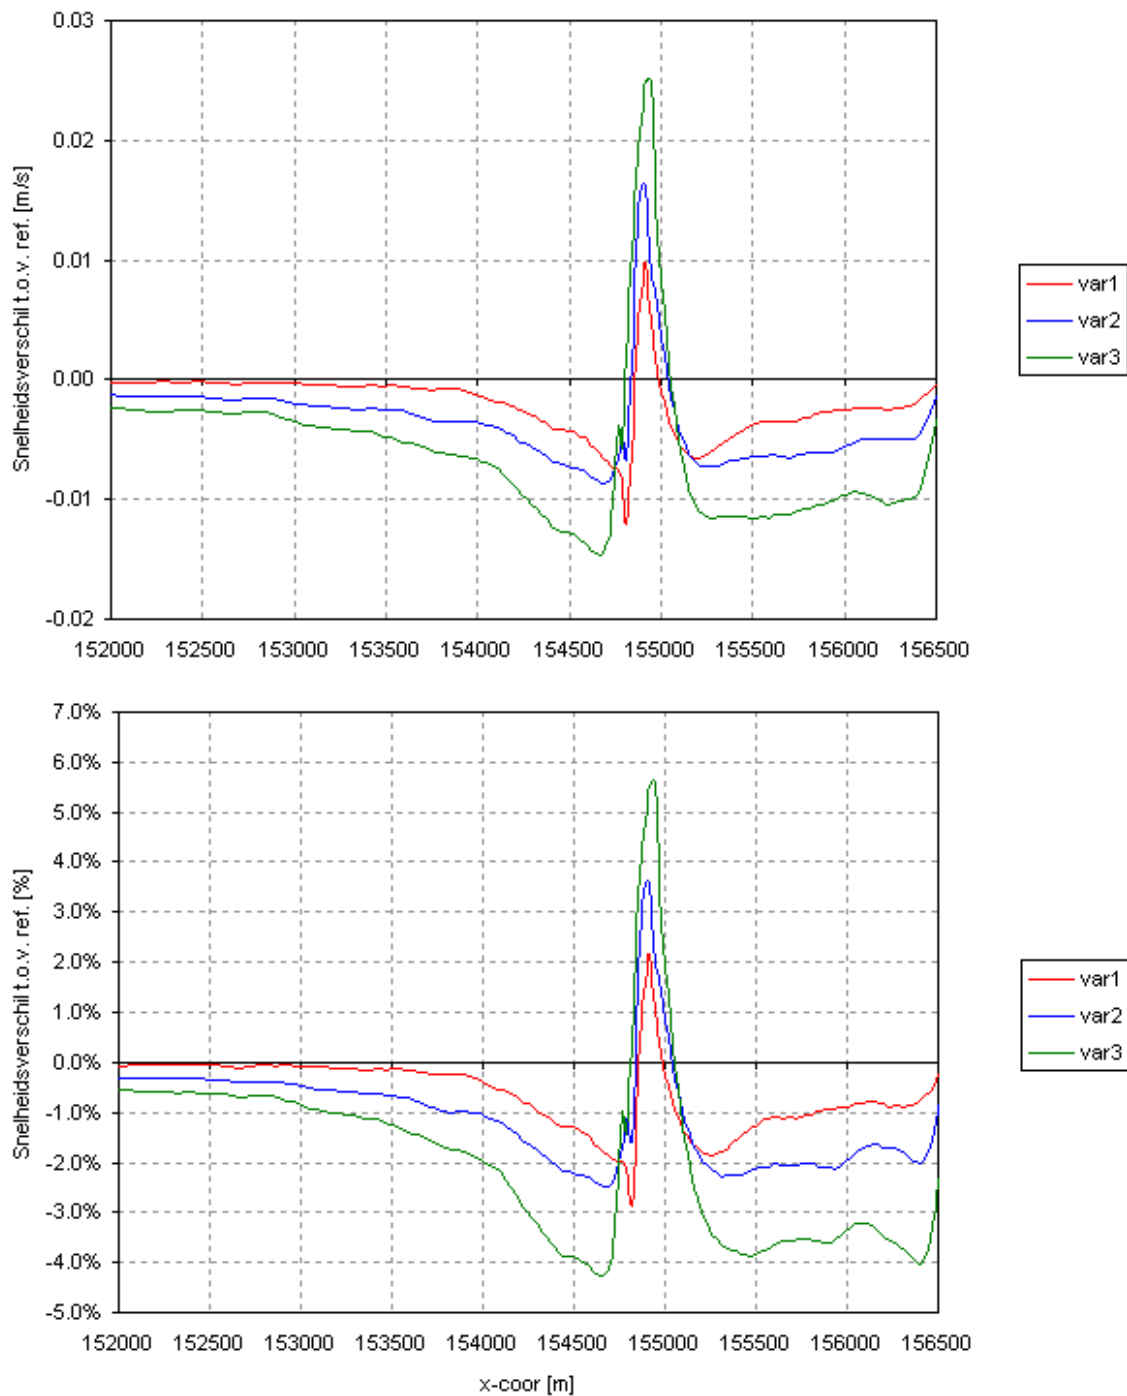 0.03
0.02
0.01
0.00
-0.01
-0.02
Snelheidsverschil t.o.v. ref. [m/s]
152000 152500 153000 153500 154000 154500 155000 155500 156000 156500
var1
var2
var3
7.0%
6.0%
5.0%
4.0%
3.0%
2.0%
1.0%
0.0%
-1.0%
-2.0%
-3.0%
-4.0%
-5.0%
Snelheidsverschil t.o.v. ref. [%]
152000 152500 153000 153500 154000 154500 155000 155500 156000 156500
x-coor [m]
var1
var2
var3